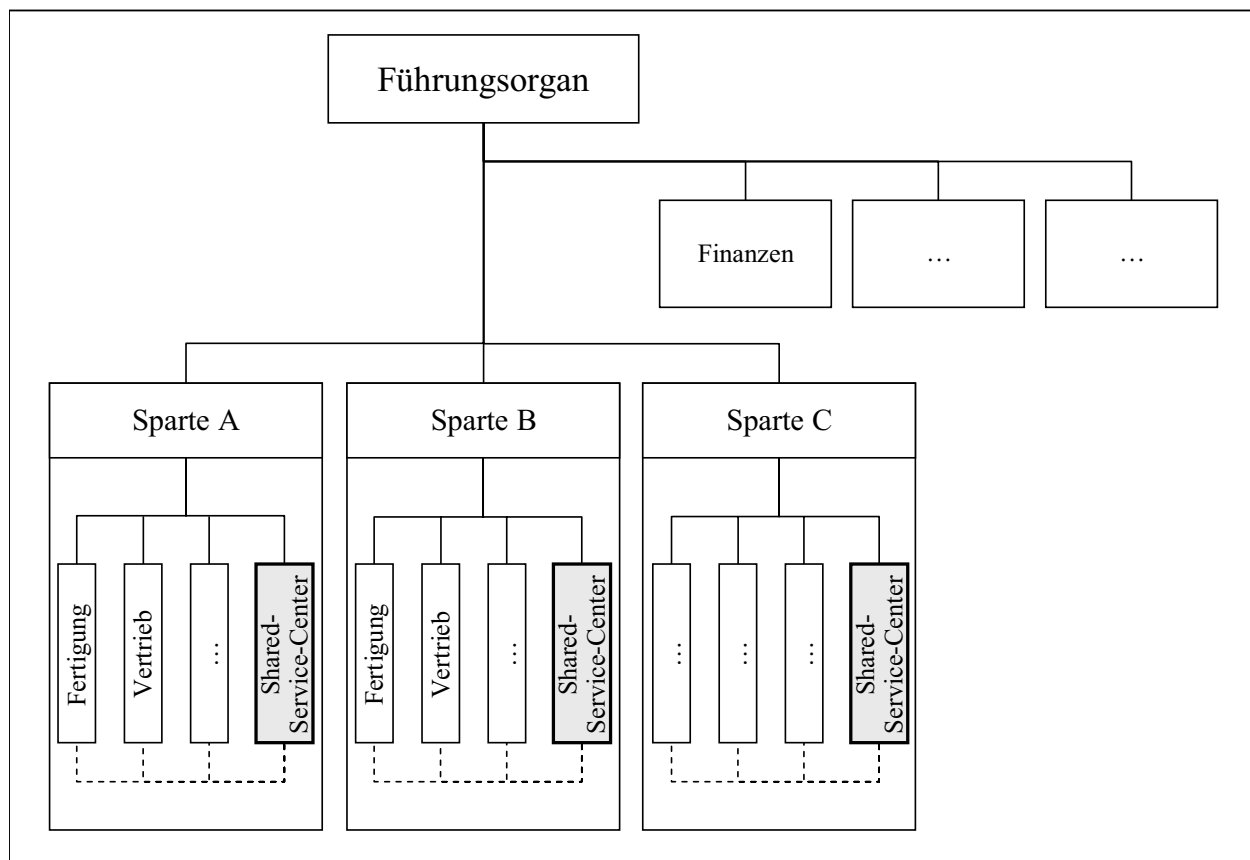 Führungsorgan
Finanzen
…
…
Sparte A
Sparte B
Sparte C
Fertigung
Vertrieb
…
Shared-
Service-Center
Fertigung
Vertrieb
…
Shared-
Service-Center
…
…
…
Shared-
Service-Center